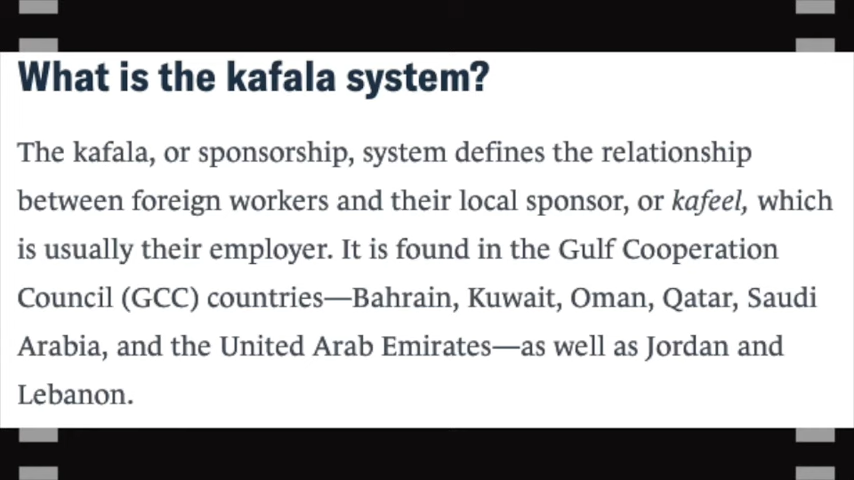 What is the kafala system?
The kafala, or sponsorship, system defines the relationship
between foreign workers and their local sponsor, or kafeel, which
is usually their employer. It is found in the Gulf Cooperation
Council (GCC) countries—Bahrain, Kuwait, Oman, Qatar, Saudi
Arabia, and the United Arab Emirates—as well as Jordan and
Lebanon.